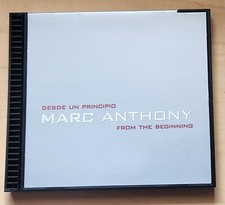 DESDE UN PRINCIPIO
MARC ANTHONY
FROM THE BEGINNING